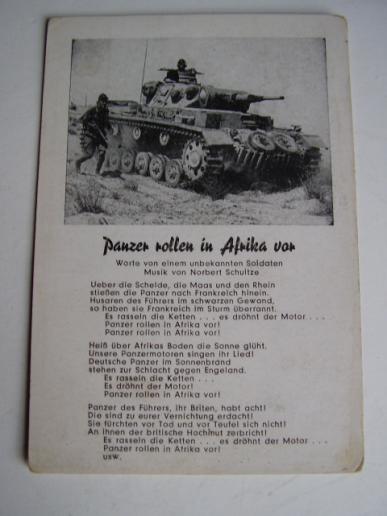 Panzer rollen in Afrika vor
Worte von einem unbekannten Soldaten
Musik von Norbert Schultze
Ueber die Schelde, die Maas und den Rhein
stießen die Panzer nach Frankreich hinein.
Husaren des Führers im schwarzen Gewand,
so haben sie Frankreich im Sturm überrannt.
Es rasseln die Ketten . . . es dröhnt der Motor . . .
Panzer rollen in Afrika vor!
Heiß über Afrikas Boden die Sonne glüht.
Unsre Panzermotoren singen ihr Lied!
Deutsche Panzer im Sonnenbrand
stehen zur Schlacht gegen Engeland.
Es rasseln die Ketten . . .
Es dröhnt der Motor!
Panzer rollen in Afrika vor!
Panzer des Führers, ihr Briten, habt acht!
Die sind zu eurer Vernichtung erdacht!
Sie fürchten vor Tod und vor Teufel sich nicht!
An ihnen der britische Hochmut zerbricht!
Es rasseln die Ketten . . . es dröhnt der Motor . . .
Panzer rollen in Afrika vor!
usw.